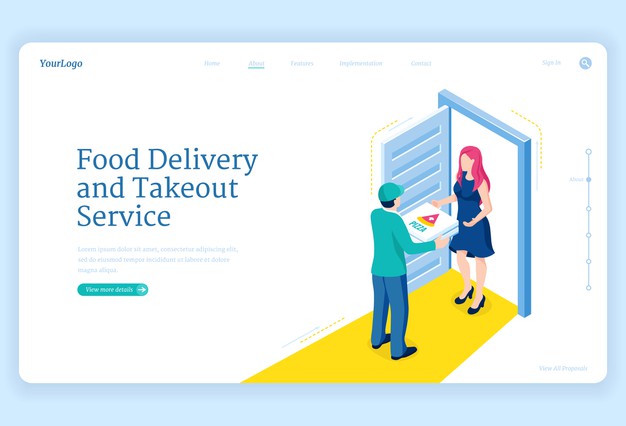 YourLogo
Home About Features Implementation Contact
Sign In
Food Delivery
and Takeout
Service
Lorem ipsum dolor sit amet,
consectetur adipiscing elit, sed do
eiusmod tempor incididunt ut labore et dolore
magna aliqua.
View more details
PIZZA
About
View All Proposals